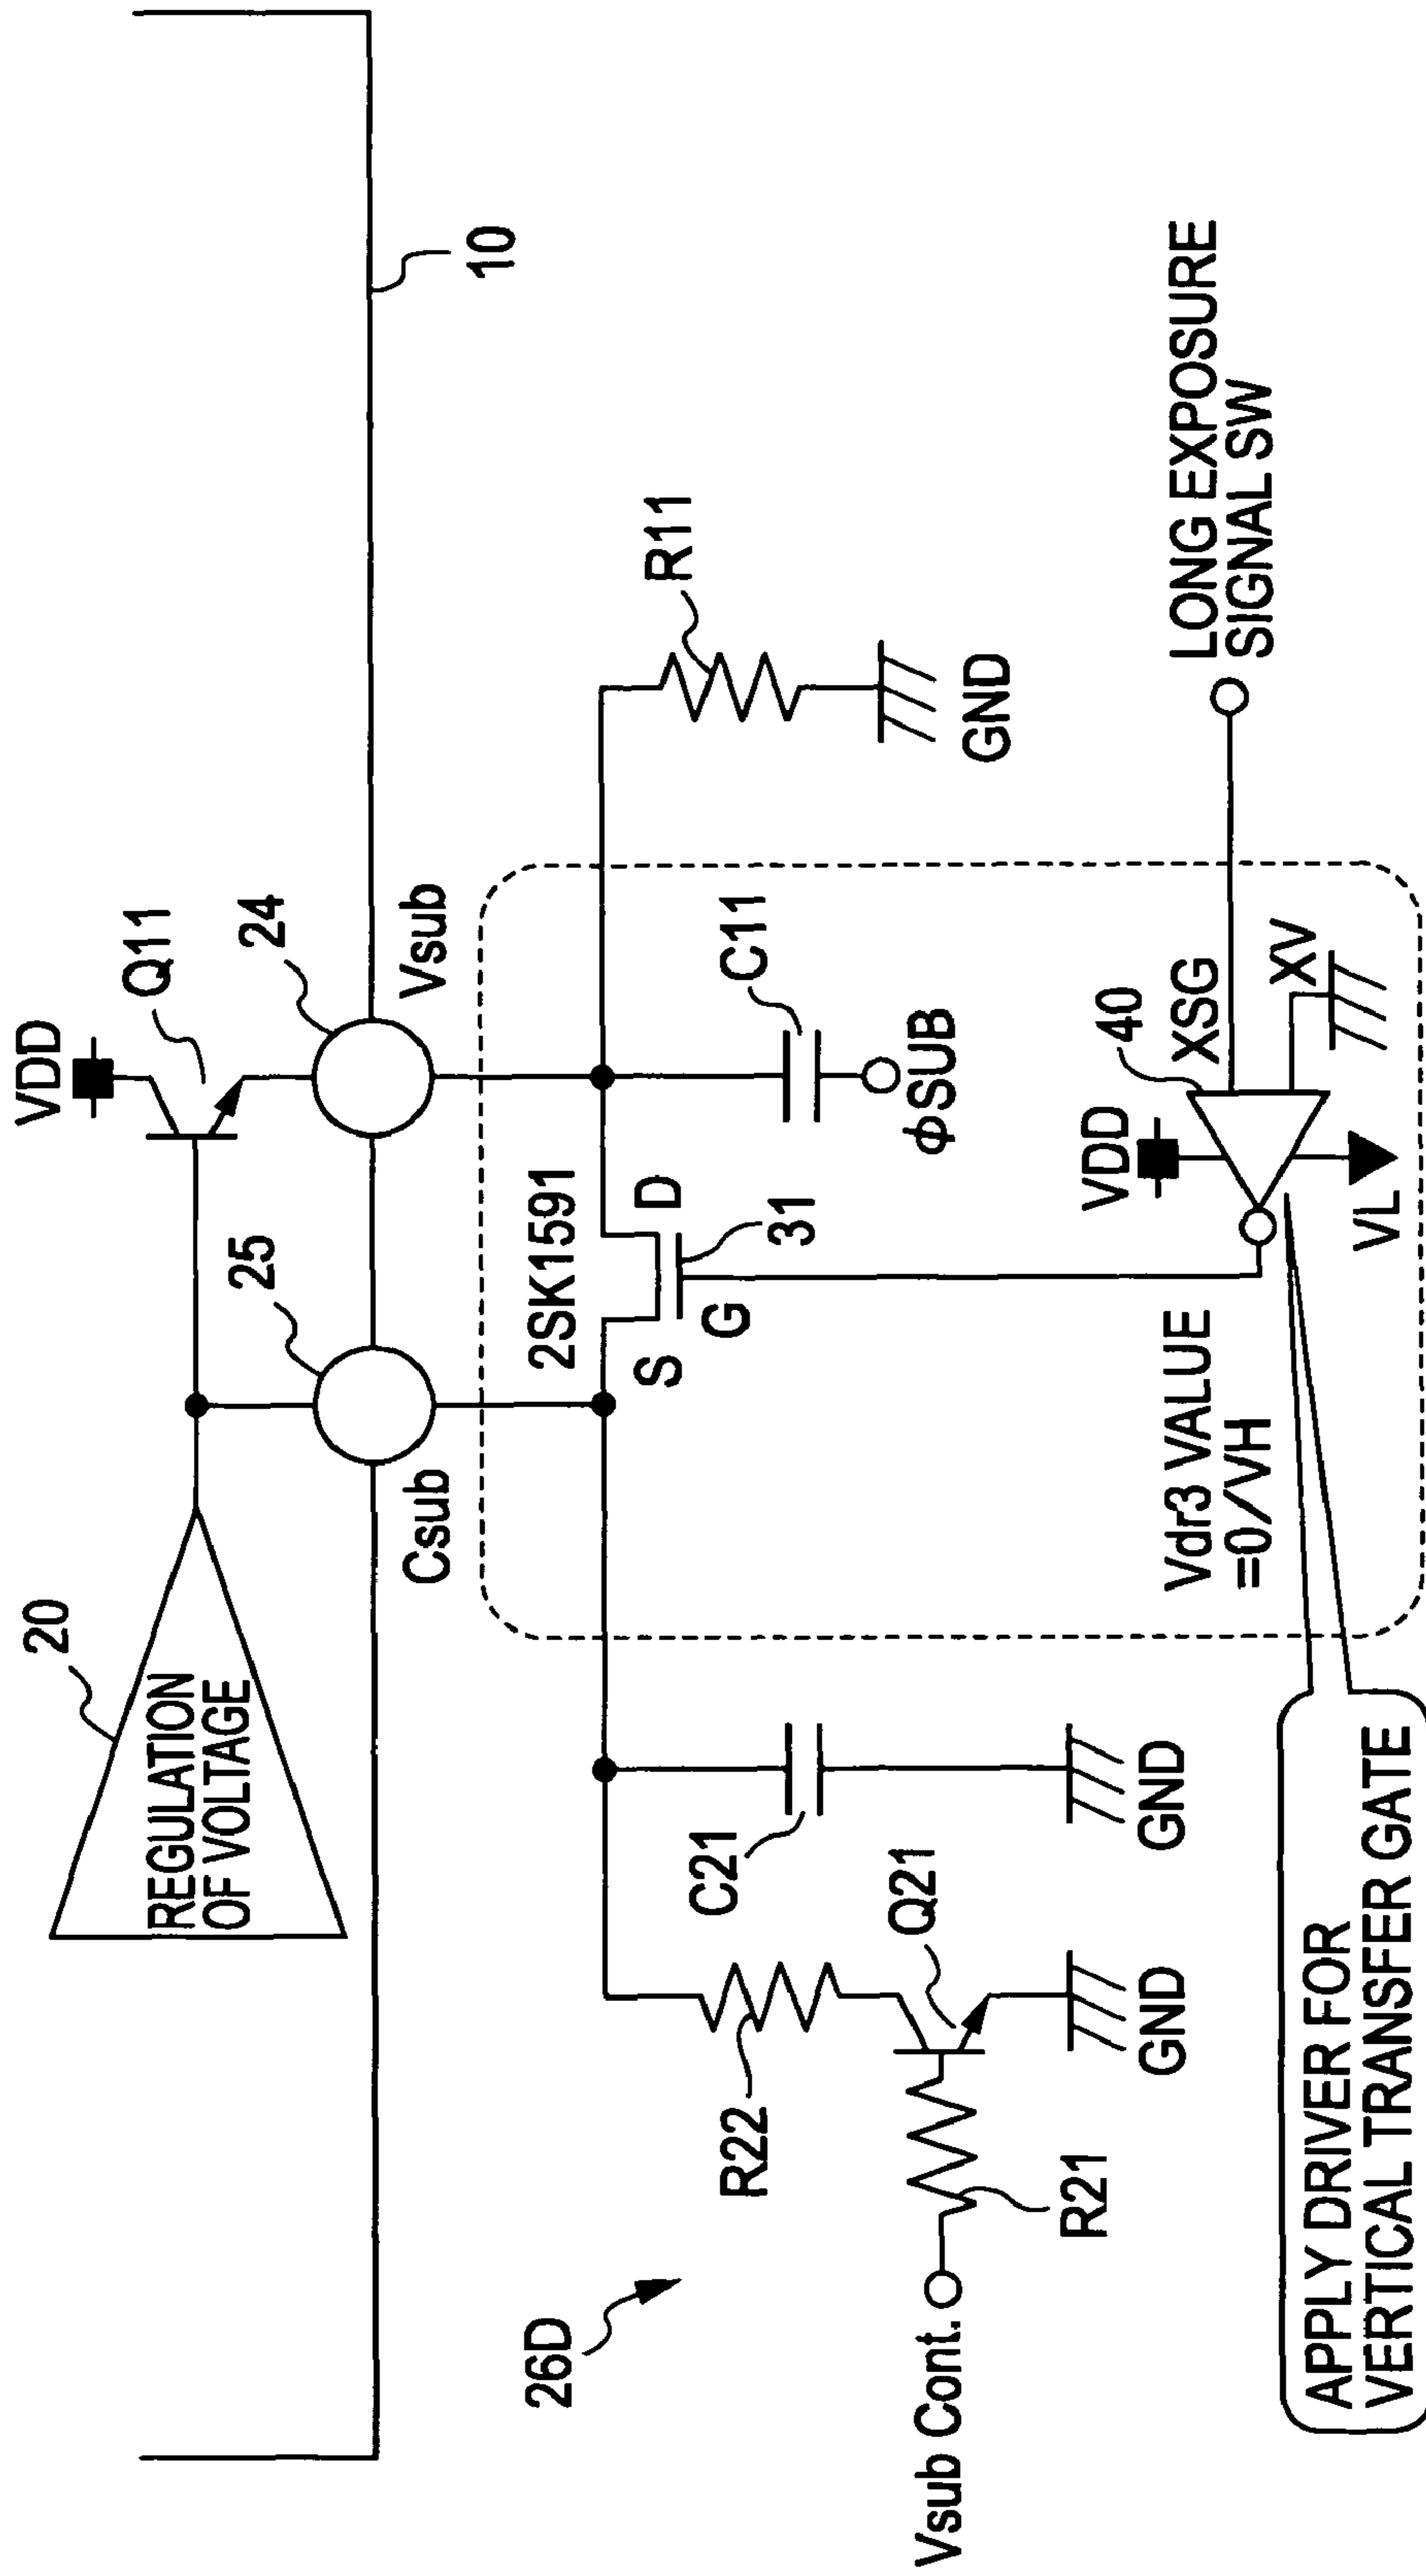 VDD
Q11
20
REGULATION
OF VOLTAGE
25
24
10
Csub
Vsub
26D
2SK1591
S
D
G
31
R11
R22
C21
C11
ϕSUB
GND
Q21
Vsub Cont.
R21
GND
GND
VDD
40
XSG
XV
LONG EXPOSURE
SIGNAL SW
Vdr3 VALUE
=0/VH
VL
APPLY DRIVER FOR
VERTICAL TRANSFER GATE